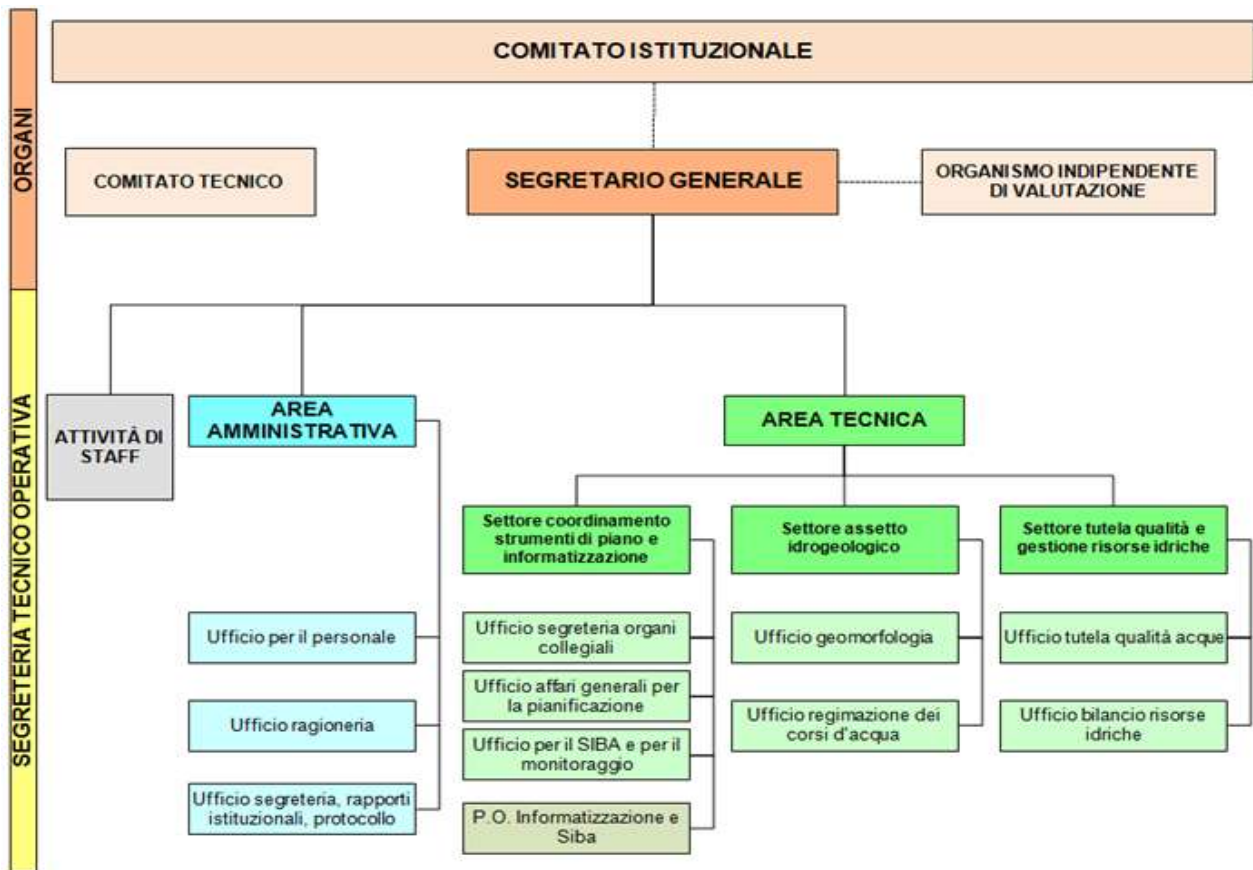 COMITATO ISTITUZIONALE
ORGANI
COMITATO TECNICO
SEGRETARIO GENERALE
ORGANISMO INDIPENDENTE
DI VALUTAZIONE
SEGRETERIA TECNICO OPERATIVA
ATTIVITÀ DI
STAFF
AREA
AMMINISTRATIVA
AREA TECNICA
Settore coordinamento
strumenti di piano e
informatizzazione
Settore assetto
idrogeologico
Settore tutela qualità e
gestione risorse idriche
Ufficio per il personale
Ufficio ragioneria
Ufficio segreteria, rapporti
istituzionali, protocollo
Ufficio segreteria organi
collegiali
Ufficio affari generali per
la pianificazione
Ufficio per il SIBA e per il
monitoraggio
P.O. Informatizzazione e
Siba
Ufficio geomorfologia
Ufficio regimazione dei
corsi d'acqua
Ufficio tutela qualità acque
Ufficio bilancio risorse
idriche